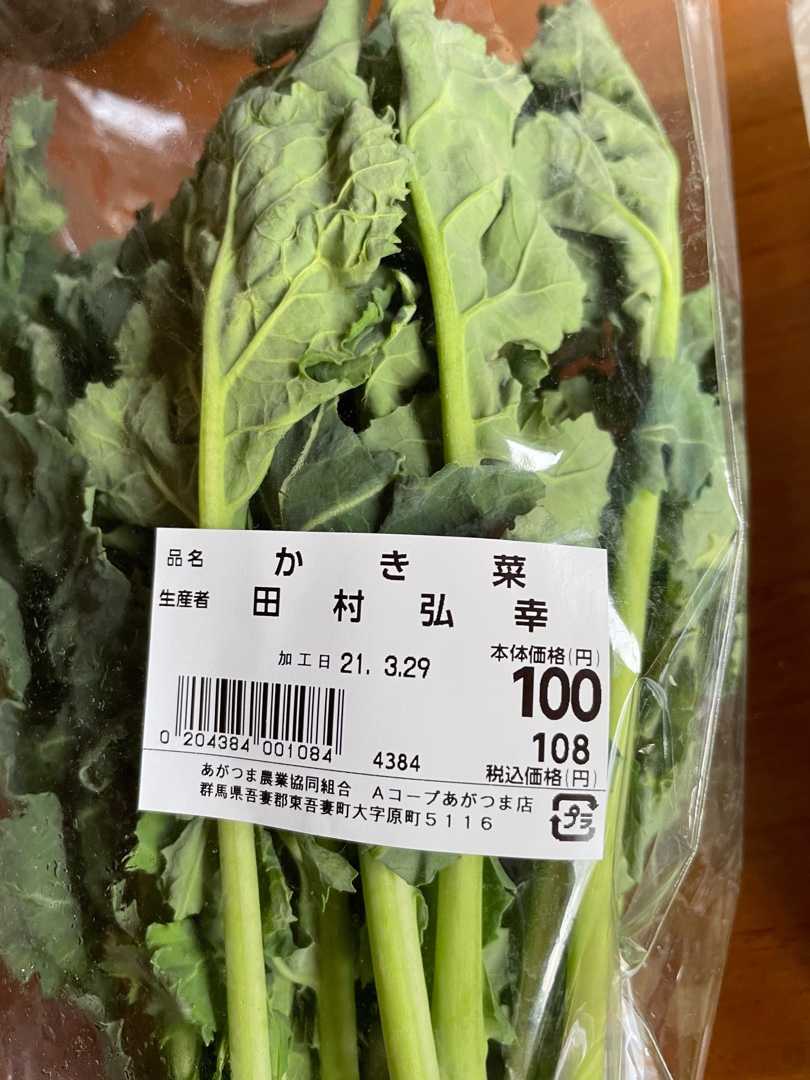 品名 かき菜
生産者 田村弘幸
加工日 21. 3.29
本体価格(円)
100
0 204384 001084
4384
108
税込価格(円)
あがつま農業協同組合 Aコープあがつま店
群馬県吾妻郡東吾妻町大字原町5116
プラ